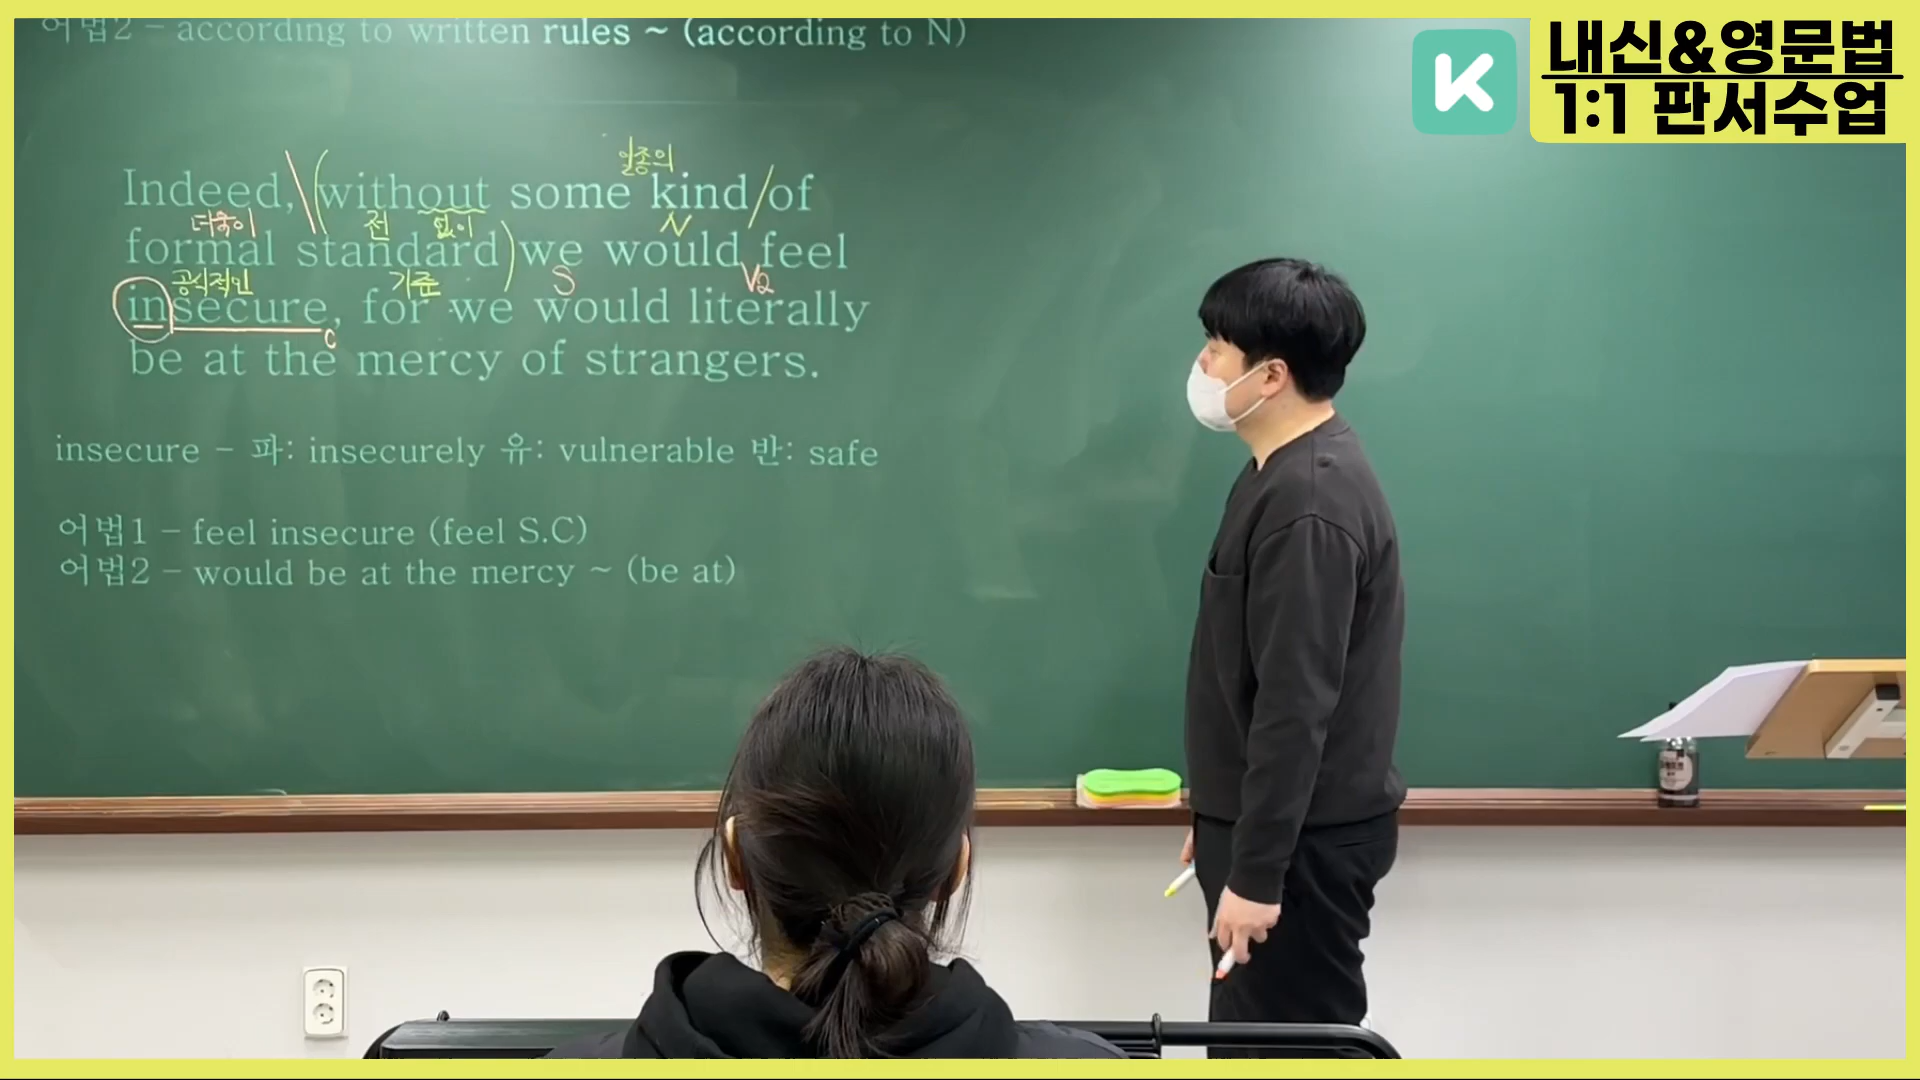 어법2 – according to written rules ~ (according to N)
내신&영문법
K
1:1 판서수업
일종의
Indeed, (without some kind of
더욱이 전 없이 N
formal standard) we would feel
공식적인 기준 S V2
insecure, for we would literally
c
be at the mercy of strangers.
insecure – 파: insecurely 유: vulnerable 반: safe
어법1 – feel insecure (feel S.C)
어법2 – would be at the mercy ~ (be at)